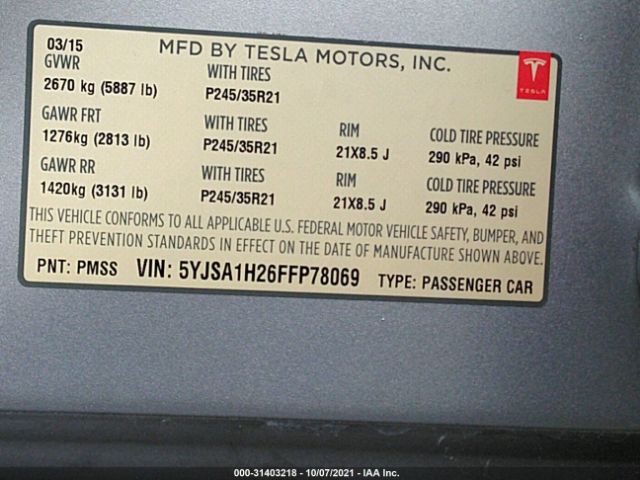 03/15 MFD BY TESLA MOTORS, INC.
TESLA
GVWR WITH TIRES
2670 kg (5887 lb) P245/35R21
GAWR FRT WITH TIRES RIM COLD TIRE PRESSURE
1276kg (2813 lb) P245/35R21 21X8.5 J 290 kPa, 42 psi
GAWR RR WITH TIRES RIM COLD TIRE PRESSURE
1420kg (3131 lb) P245/35R21 21X8.5 J 290 kPa, 42 psi
THIS VEHICLE CONFORMS TO ALL APPLICABLE U.S. FEDERAL MOTOR VEHICLE SAFETY, BUMPER, AND
THEFT PREVENTION STANDARDS IN EFFECT ON THE DATE OF MANUFACTURE SHOWN ABOVE.
PNT: PMSS VIN: 5YJSA1H26FFP78069 TYPE: PASSENGER CAR
000-31403218 - 10/07/2021 - IAA Inc.